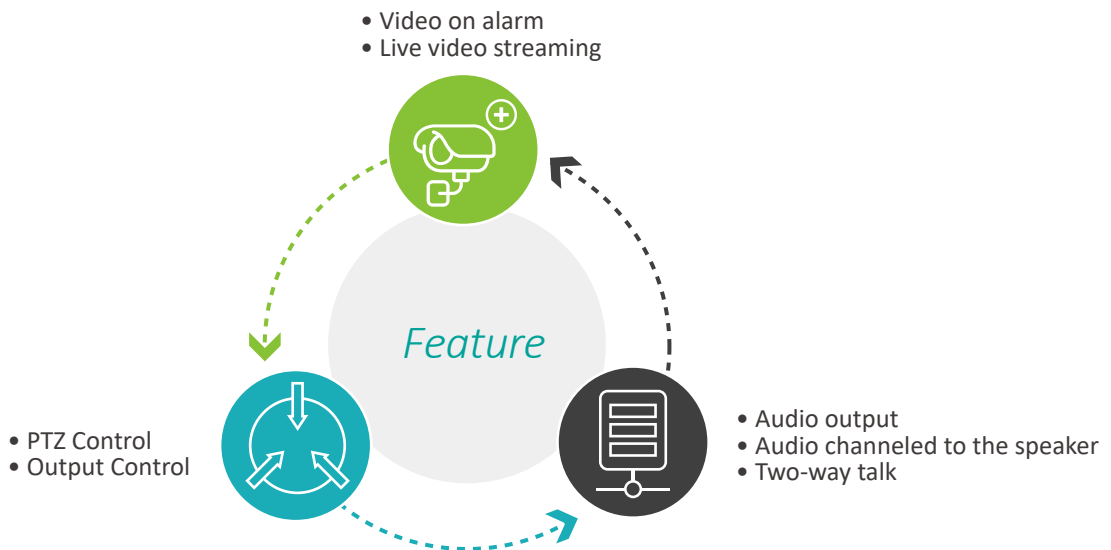 • Video on alarm
• Live video streaming
Feature
• PTZ Control
• Output Control
• Audio output
• Audio channeled to the speaker
• Two-way talk